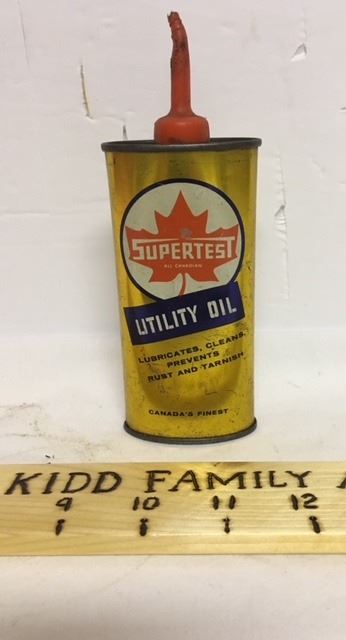 SUPERTEST
ALL CANADIAN
UTILITY OIL
LUBRICATES, CLEANS,
PREVENTS
RUST AND TARNISH
CANADA'S FINEST
KIDD FAMILY
9 10 11 12